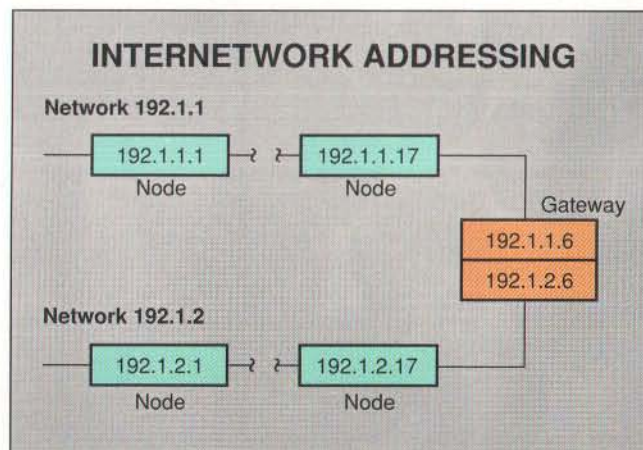 INTERNETWORK ADDRESSING
Network 192.1.1
192.1.1.1
192.1.1.17
Node
Node
Gateway
192.1.1.6
192.1.2.6
Network 192.1.2
192.1.2.1
192.1.2.17
Node
Node